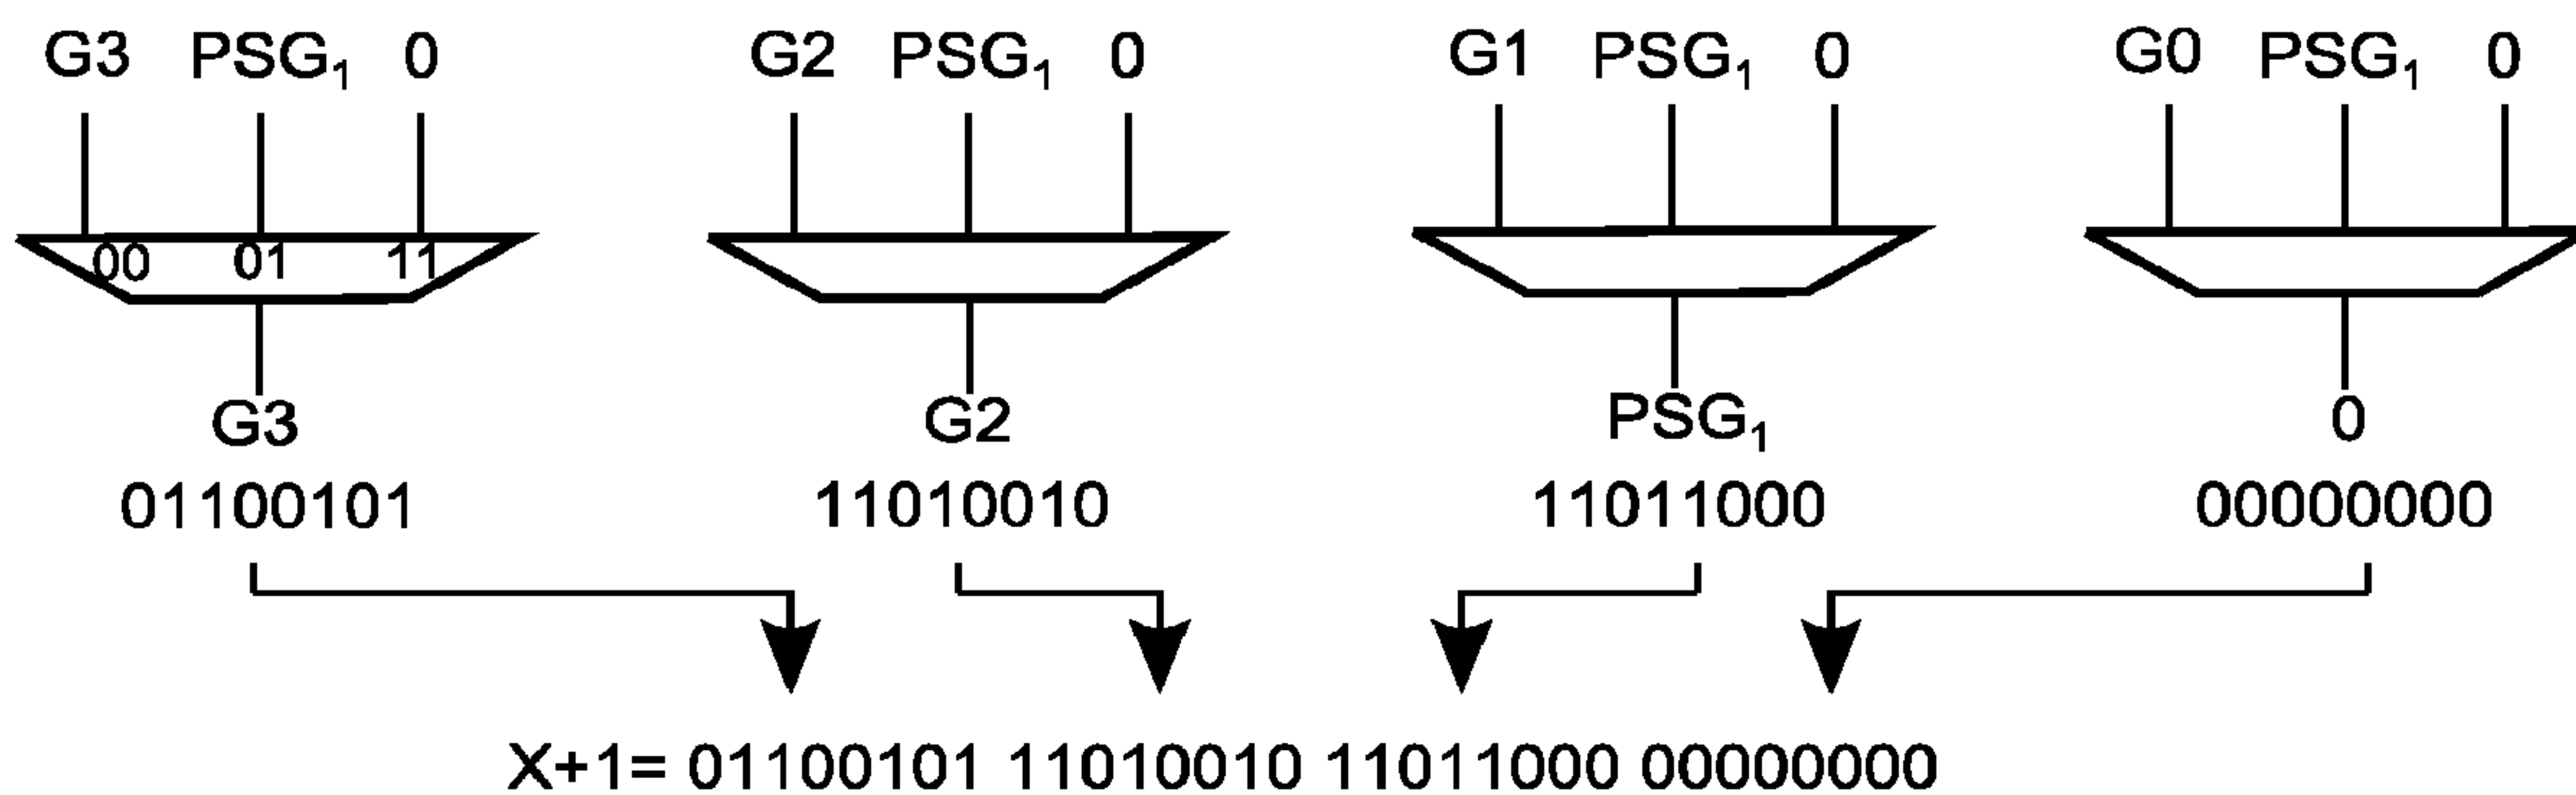 G3 PSG₁ 0 G2 PSG₁ 0 G1 PSG₁ 0 G0 PSG₁ 0
00 01 11
G3 G2 PSG₁ 0
01100101 11010010 11011000 00000000
X+1= 01100101 11010010 11011000 00000000